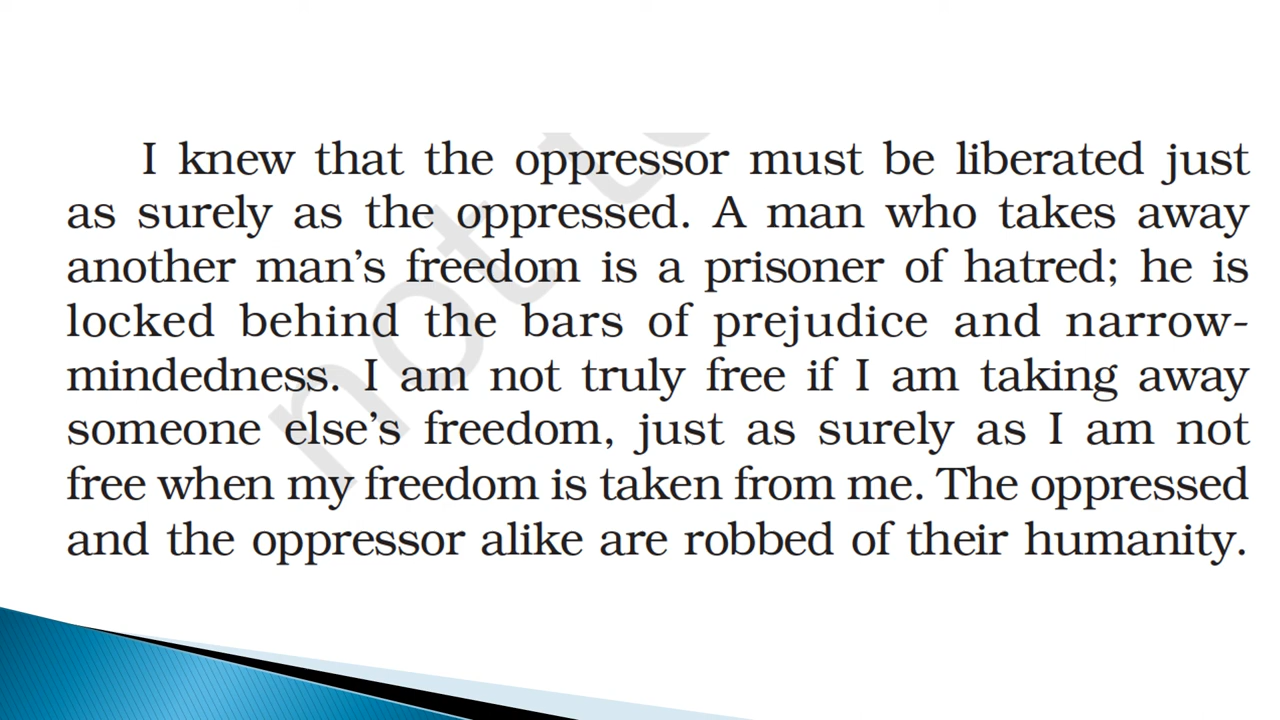 I knew that the oppressor must be liberated just
as surely as the oppressed. A man who takes away
another man’s freedom is a prisoner of hatred; he is
locked behind the bars of prejudice and narrow-
mindedness. I am not truly free if I am taking away
someone else’s freedom, just as surely as I am not
free when my freedom is taken from me. The oppressed
and the oppressor alike are robbed of their humanity.
not